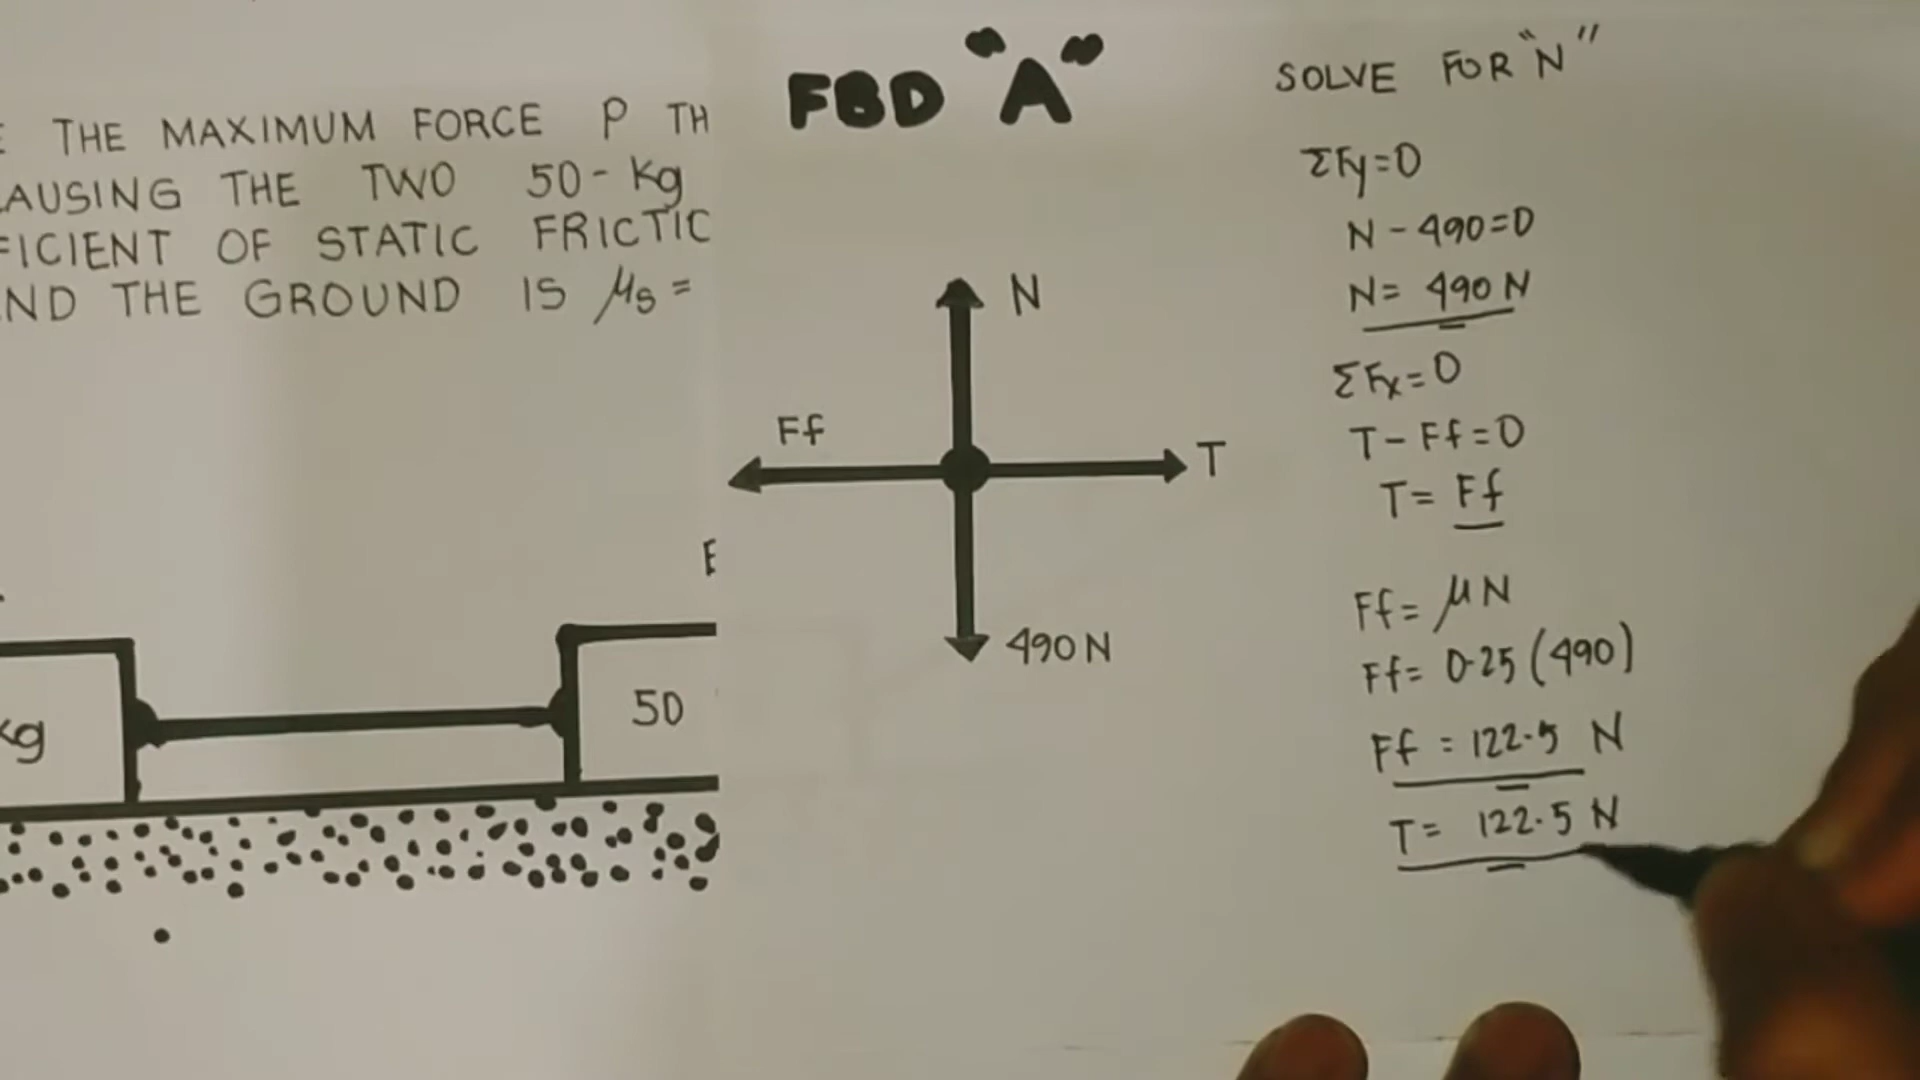 THE MAXIMUM FORCE P TH
AUSING THE TWO 50-Kg
FICIENT OF STATIC FRICTIC
ND THE GROUND IS μs =
kg
50
FBD "A"
N
Ff
T
490 N
SOLVE FOR "N"
ΣFy=0
N-490=0
N= 490 N
ΣFx=0
T-Ff=0
T= Ff
Ff= μN
Ff= 0.25 (490)
Ff = 122.5 N
T= 122.5 N